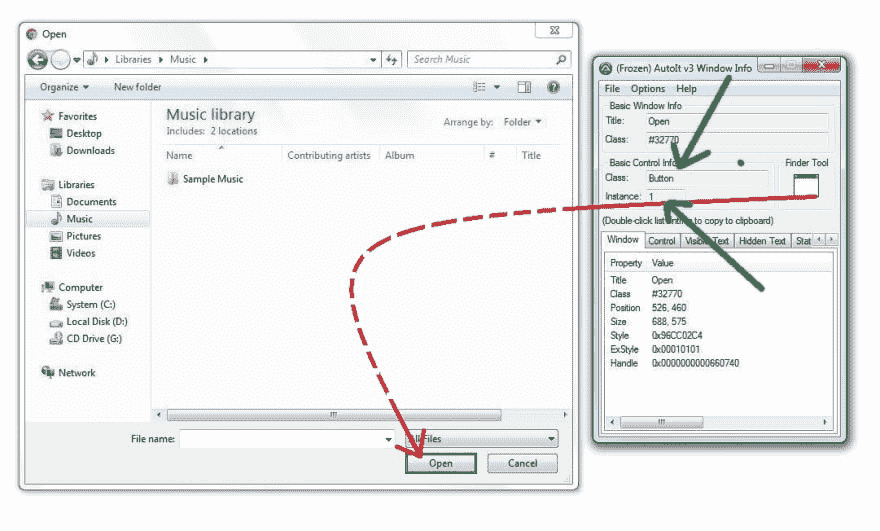 Open
Libraries
Music
Search Music
Organize
New folder
Favorites
Desktop
Downloads
Libraries
Documents
Music
Pictures
Videos
Computer
System (C:)
Local Disk (D:)
CD Drive (G:)
Network
Music library
Includes: 2 locations
Arrange by: Folder
Name Contributing artists Album # Title
Sample Music
File name:
Files
Open Cancel
(Frozen) AutoIt v3 Window Info
File Options Help
Basic Window Info
Title: Open
Class: #32770
Basic Control Info
Class: Button
Instance: 1
Finder Tool
(Double-click list to copy to clipboard)
Window Control Text Hidden Text Stat
Property Value
Title Open
Class #32770
Position 526, 460
Size 688, 575
Style 0x96CC02C4
ExStyle 0x00010101
Handle 0x0000000000660740